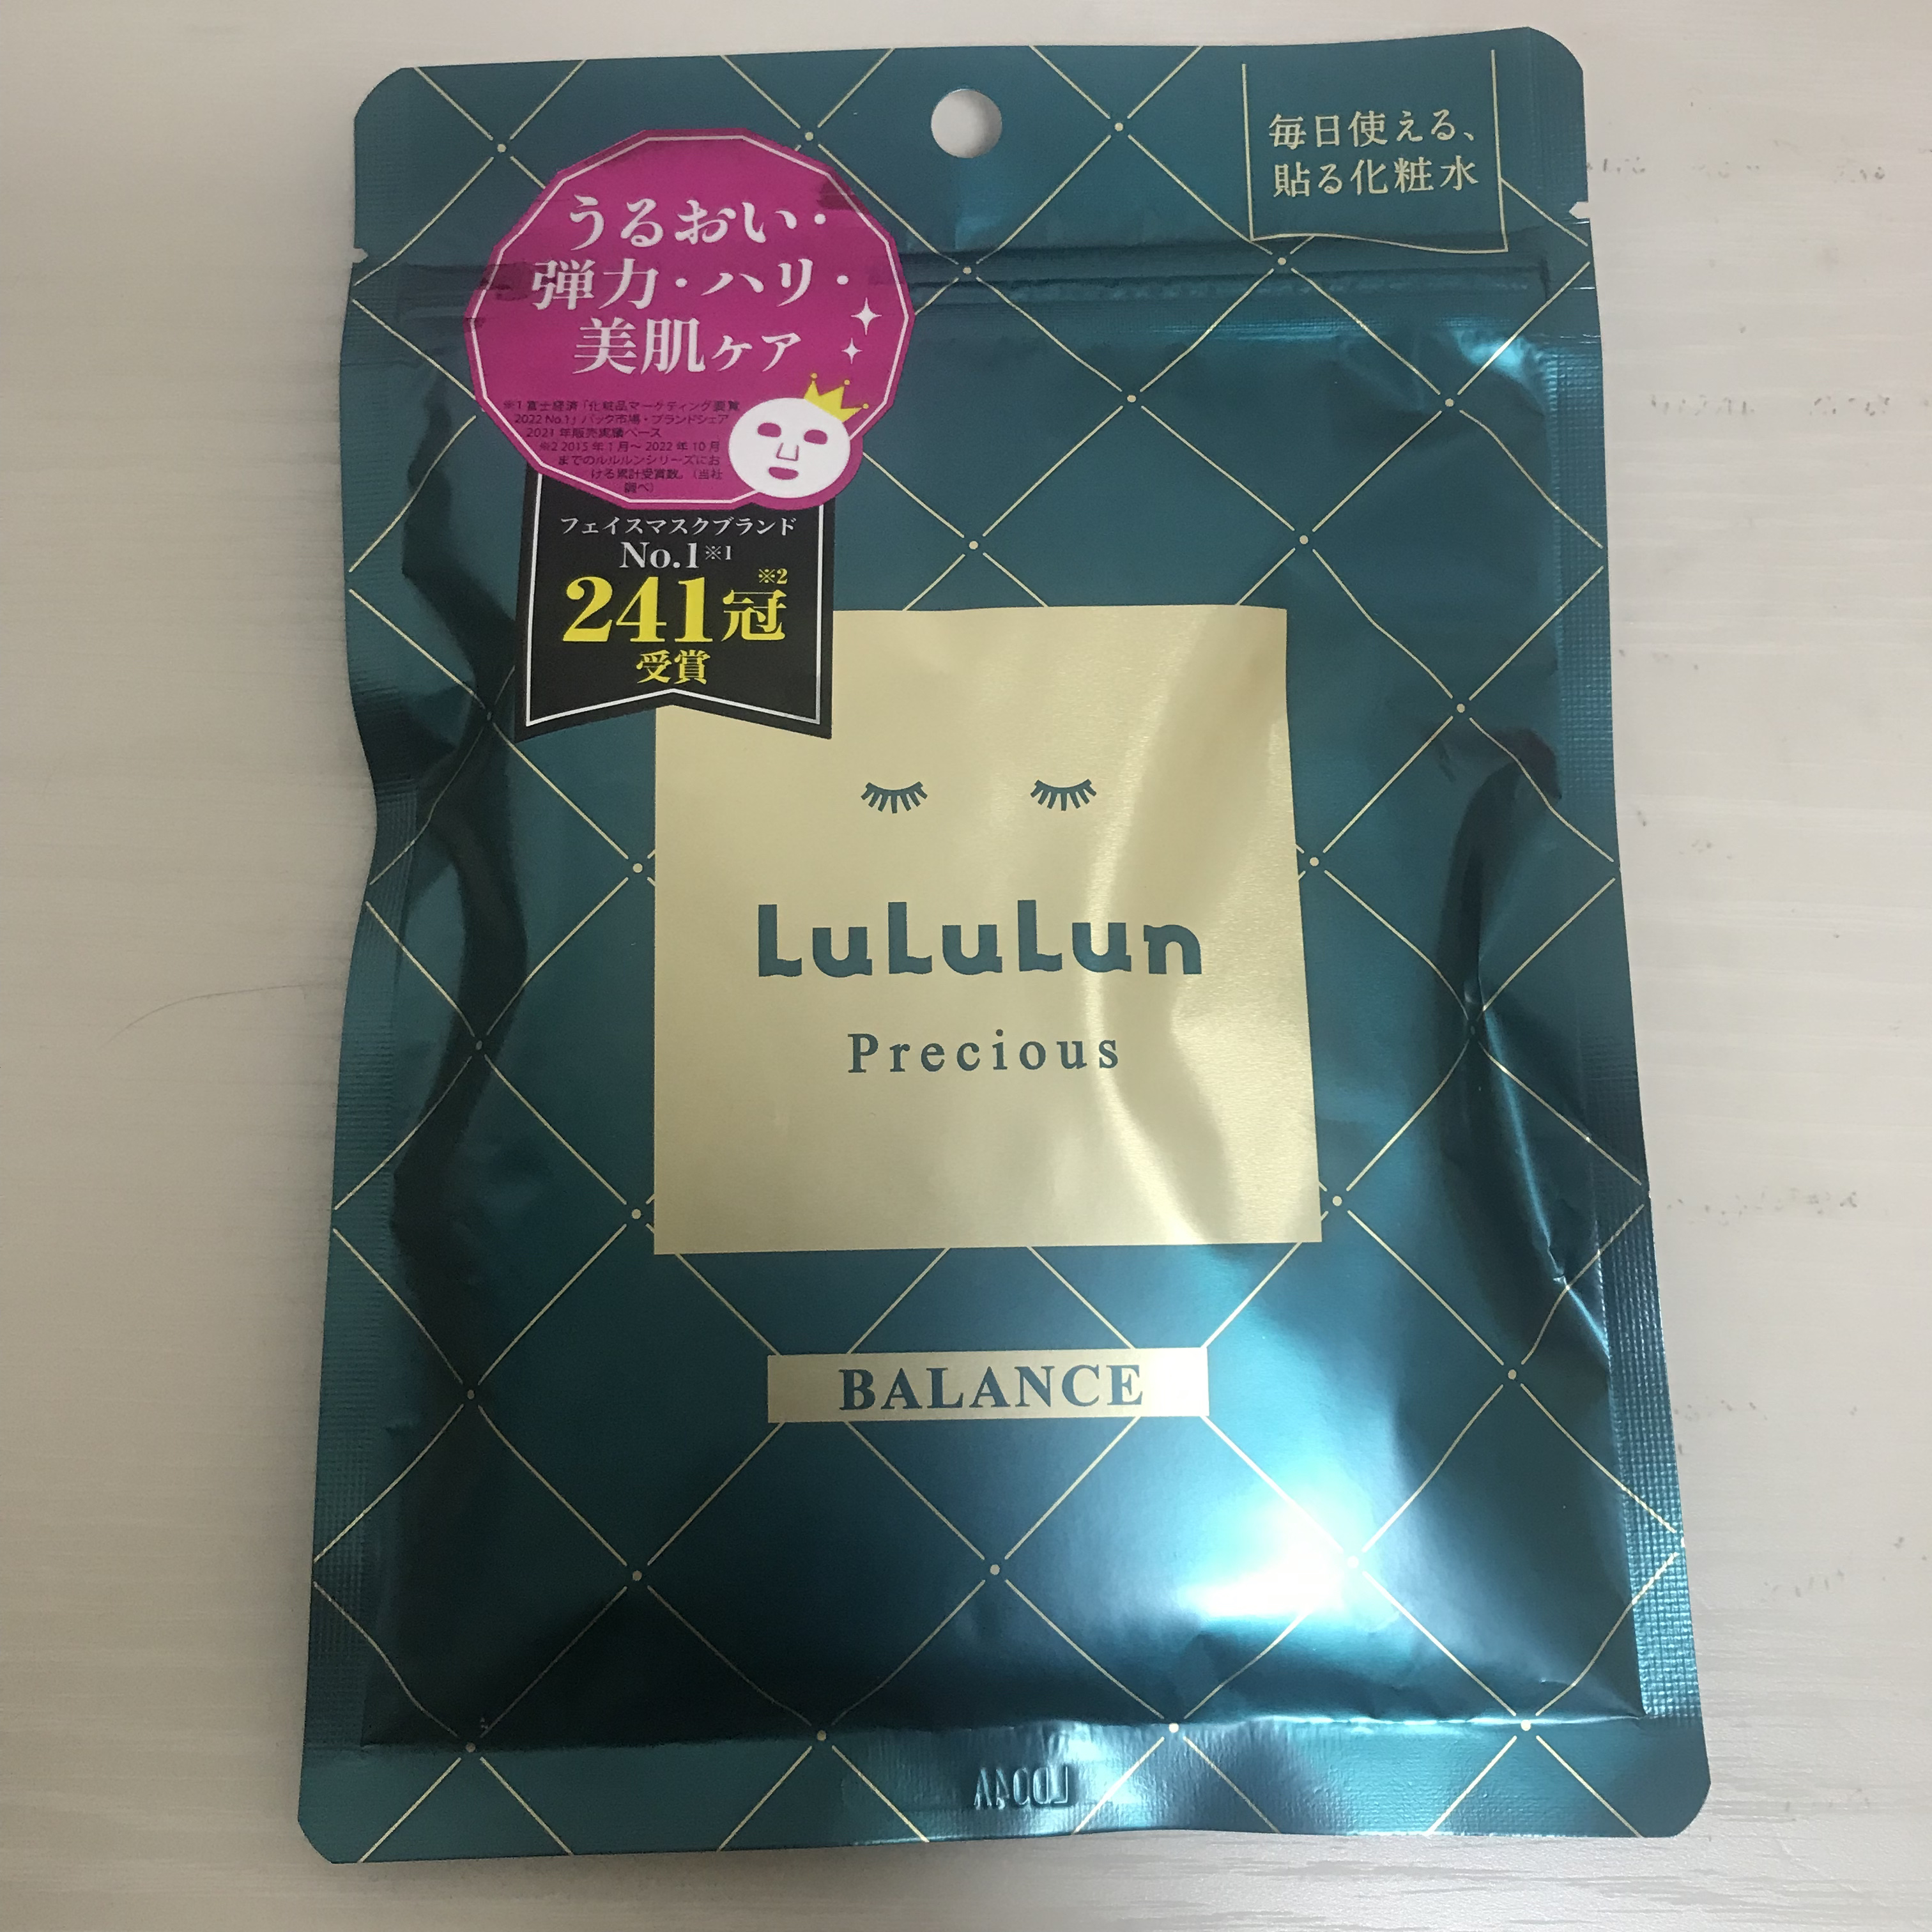 毎日使える、
貼る化粧水
うるおい・
弾力・ハリ・
美肌ケア
※1 富士経済「化粧品マーケティング要覧
2022 No.1」パック市場・ブランドシェア
2021年販売実績ベース
※2 2015年1月～2022年10月
までのルルルンシリーズにお
ける累計受賞数。(当社
調べ)
フェイスマスクブランド
No.1※1
241冠※2
受賞
LuLuLun
Precious
BALANCE